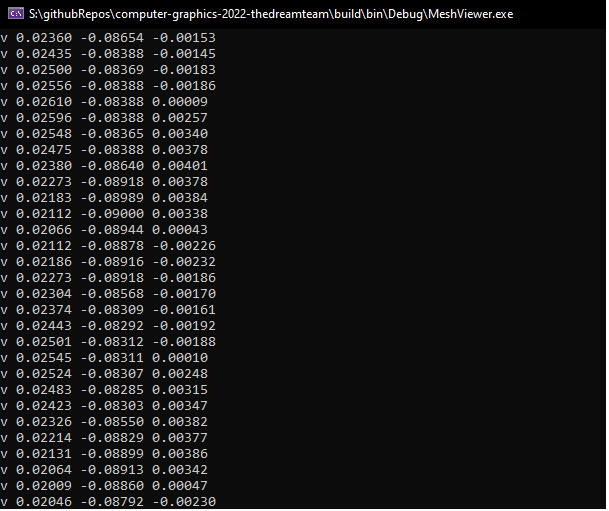 S:\githubRepos\computer-graphics-2022-thedreamteam\build\bin\Debug\MeshViewer.exe
v 0.02360 -0.08654 -0.00153
v 0.02435 -0.08388 -0.00145
v 0.02500 -0.08369 -0.00183
v 0.02556 -0.08388 -0.00186
v 0.02610 -0.08388 0.00009
v 0.02596 -0.08388 0.00257
v 0.02548 -0.08365 0.00340
v 0.02475 -0.08388 0.00378
v 0.02380 -0.08640 0.00401
v 0.02273 -0.08918 0.00378
v 0.02183 -0.08989 0.00384
v 0.02112 -0.09000 0.00338
v 0.02066 -0.08944 0.00043
v 0.02112 -0.08878 -0.00226
v 0.02186 -0.08916 -0.00232
v 0.02273 -0.08918 -0.00186
v 0.02304 -0.08568 -0.00170
v 0.02374 -0.08309 -0.00161
v 0.02443 -0.08292 -0.00192
v 0.02501 -0.08312 -0.00188
v 0.02545 -0.08311 0.00010
v 0.02524 -0.08307 0.00248
v 0.02483 -0.08285 0.00315
v 0.02423 -0.08303 0.00347
v 0.02326 -0.08550 0.00382
v 0.02214 -0.08829 0.00377
v 0.02131 -0.08899 0.00386
v 0.02064 -0.08913 0.00342
v 0.02009 -0.08860 0.00047
v 0.02046 -0.08792 -0.00230